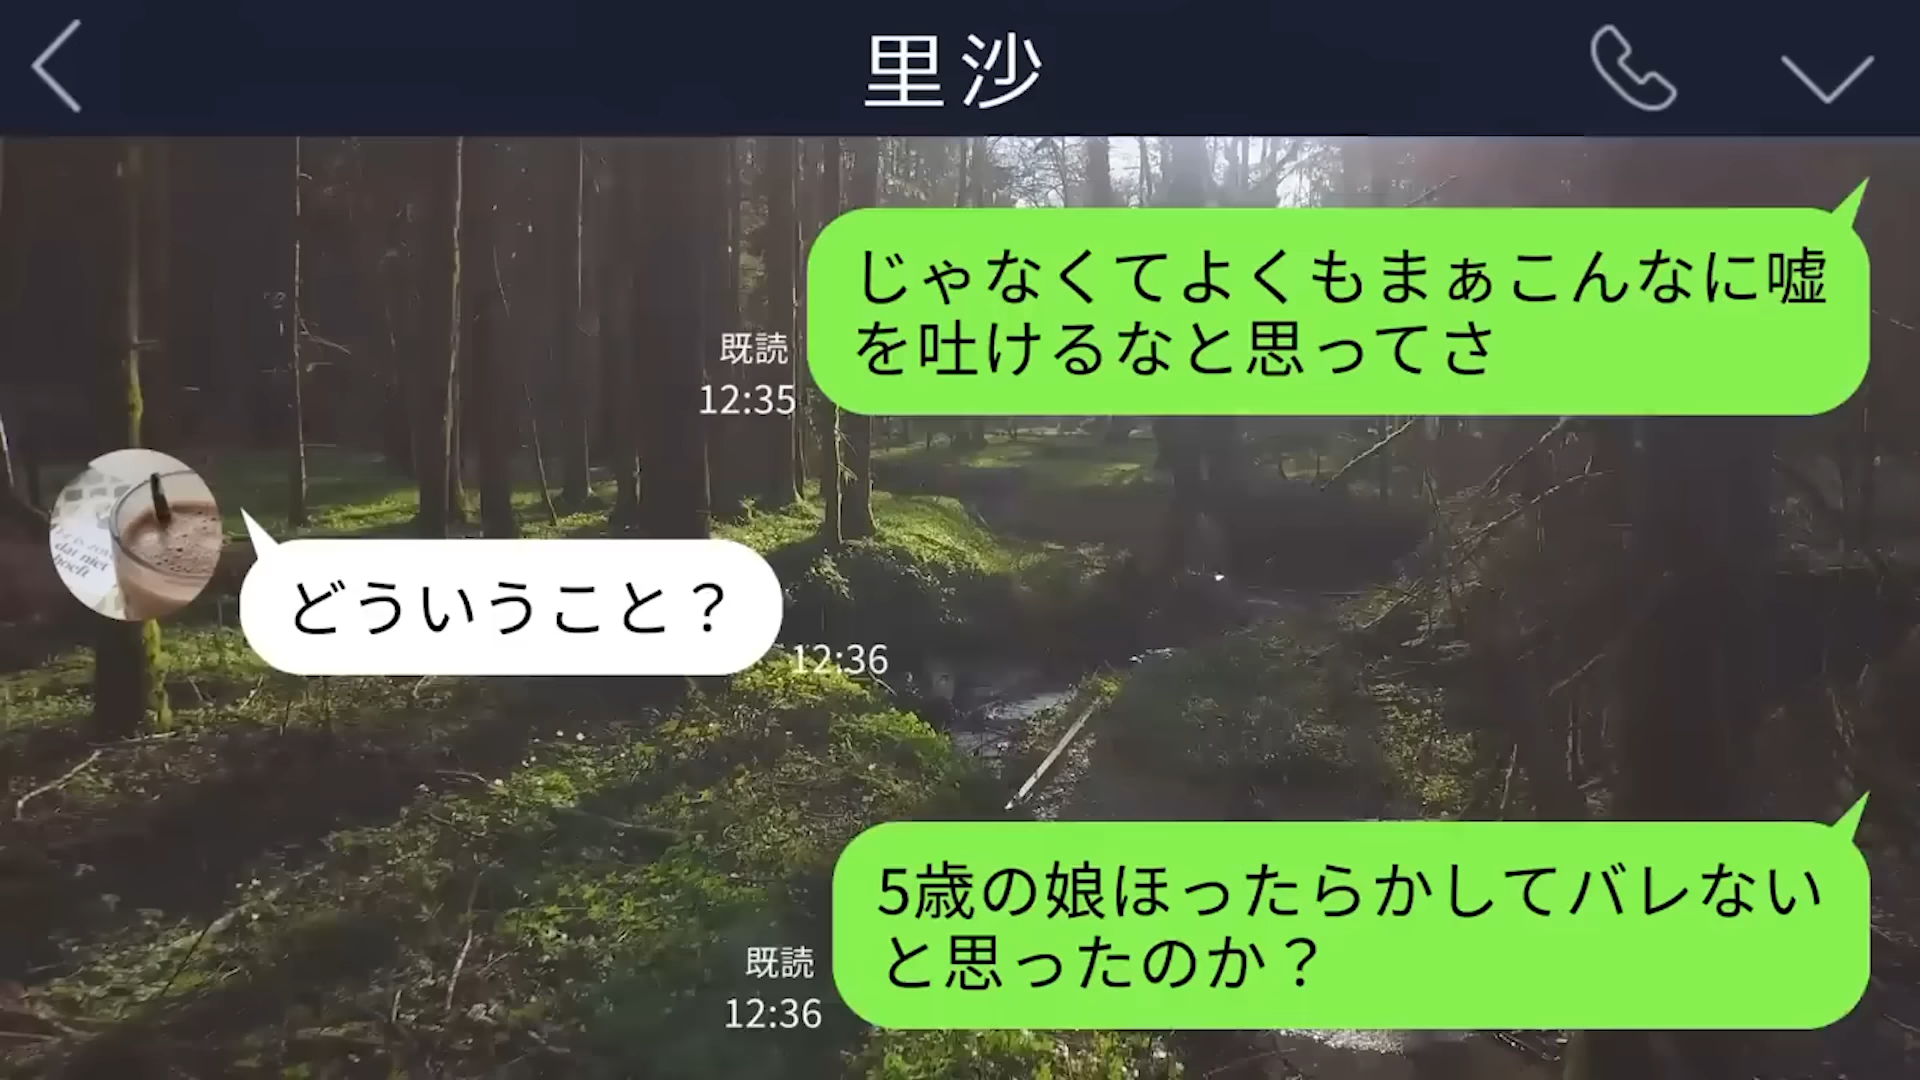 里沙
じゃなくてよくもまぁこんなに嘘
を吐けるなと思ってさ
既読
12:35
dat niet
hoeft
どういうこと？
12:36
5歳の娘ほったらかしてバレない
と思ったのか？
既読
12:36